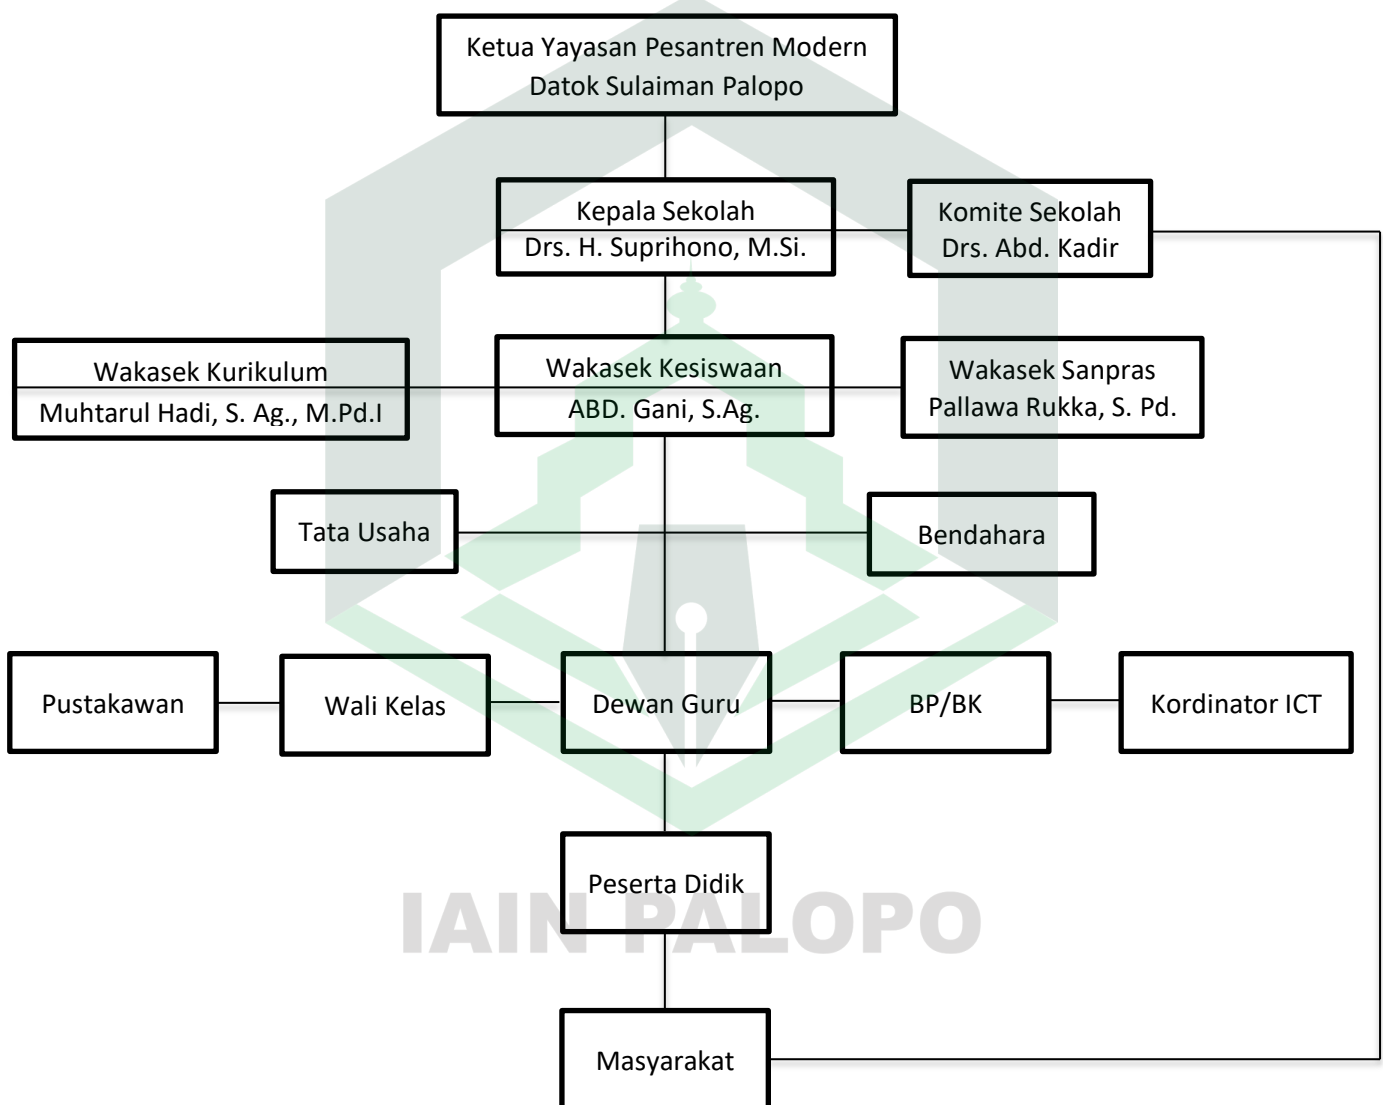 Ketua Yayasan Pesantren Modern
Datok Sulaiman Palopo
Kepala Sekolah
Drs. H. Suprihono, M.Si.
Komite Sekolah
Drs. Abd. Kadir
Wakasek Kurikulum
Muhtarul Hadi, S. Ag., M.Pd.I
Wakasek Kesiswaan
ABD. Gani, S.Ag.
Wakasek Sanpras
Pallawa Rukka, S. Pd.
Tata Usaha
Bendahara
Pustakawan
Wali Kelas
Dewan Guru
BP/BK
Kordinator ICT
Peserta Didik
IAIN PALOPO
Masyarakat